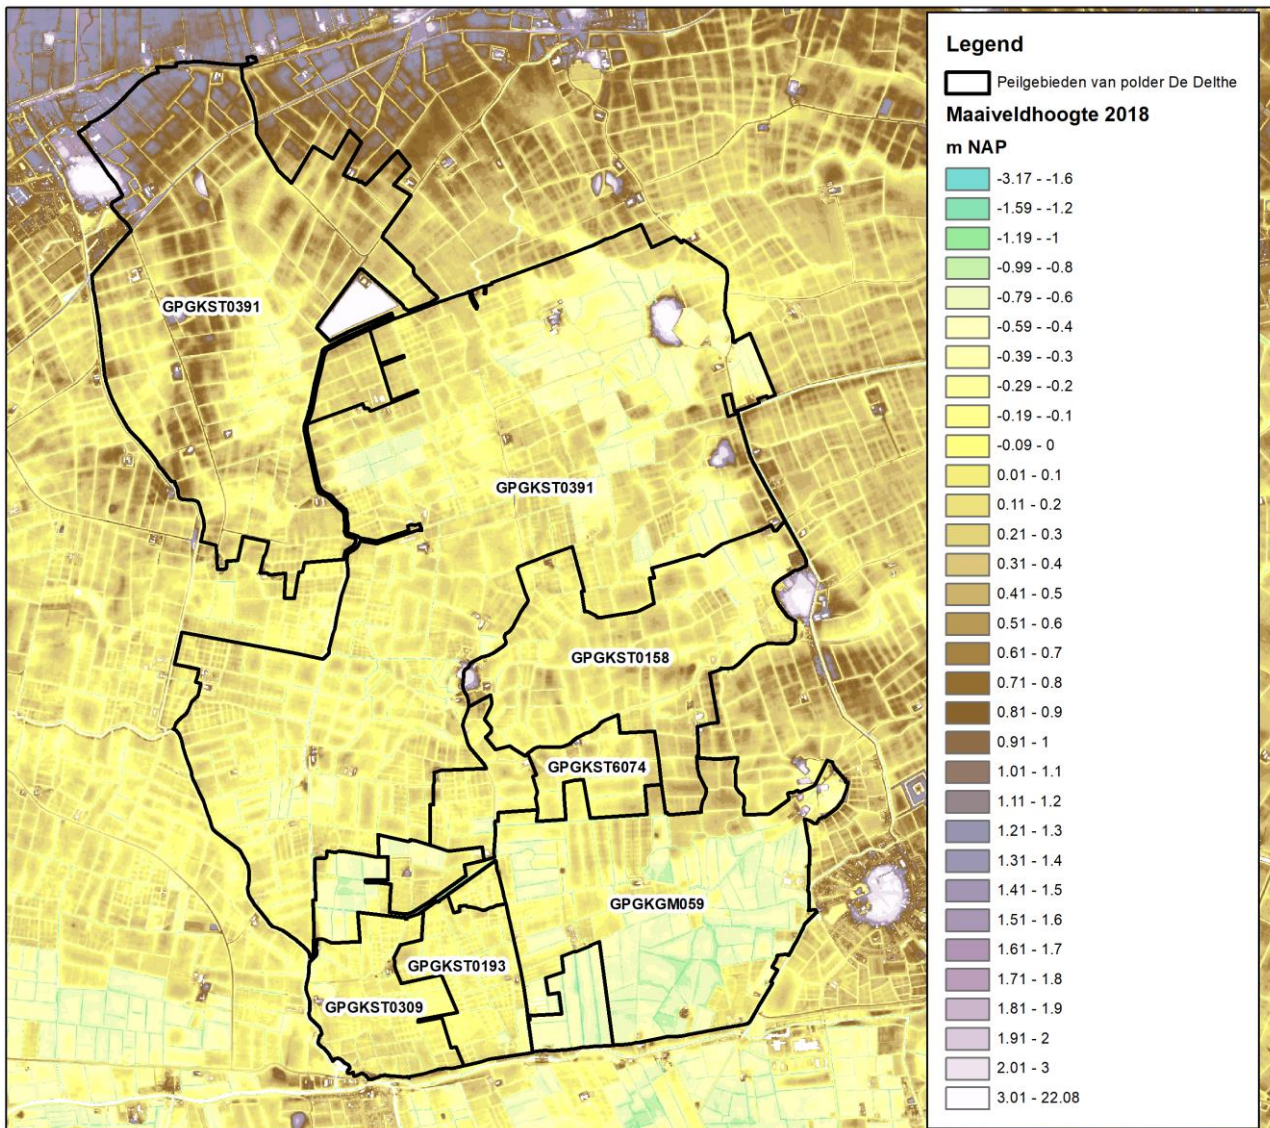 Legend
Peilgebieden van polder De Delthe
Maaiveldhoogte 2018
m NAP
-3.17 - -1.6
-1.59 - -1.2
-1.19 - -1
-0.99 - -0.8
-0.79 - -0.6
-0.59 - -0.4
-0.39 - -0.3
-0.29 - -0.2
-0.19 - -0.1
-0.09 - 0
0.01 - 0.1
0.11 - 0.2
0.21 - 0.3
0.31 - 0.4
0.41 - 0.5
0.51 - 0.6
0.61 - 0.7
0.71 - 0.8
0.81 - 0.9
0.91 - 1
1.01 - 1.1
1.11 - 1.2
1.21 - 1.3
1.31 - 1.4
1.41 - 1.5
1.51 - 1.6
1.61 - 1.7
1.71 - 1.8
1.81 - 1.9
1.91 - 2
2.01 - 3
3.01 - 22.08
GPGKST0391
GPGKST0391
GPGKST0158
GPGKST6074
GPGKGM059
GPGKST0193
GPGKST0309